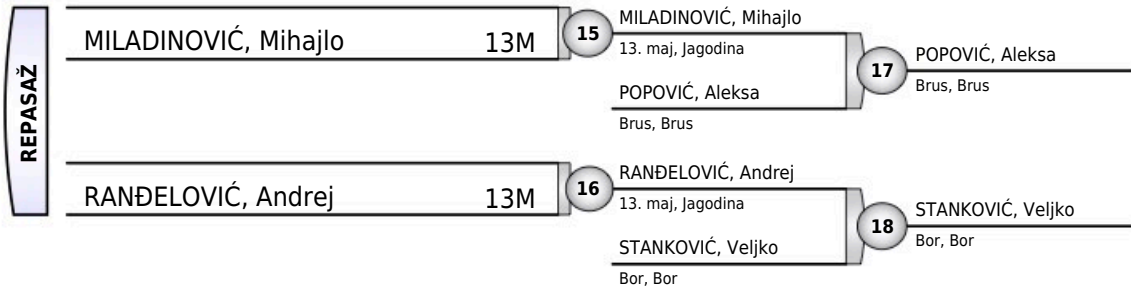 REPASAŽ
MILADINOVIĆ, Mihajlo 13M
15
MILADINOVIĆ, Mihajlo
13. maj, Jagodina
POPOVIĆ, Aleksa
Brus, Brus
17
POPOVIĆ, Aleksa
Brus, Brus
RANĐELOVIĆ, Andrej 13M
16
RANĐELOVIĆ, Andrej
13. maj, Jagodina
STANKOVIĆ, Veljko
Bor, Bor
18
STANKOVIĆ, Veljko
Bor, Bor